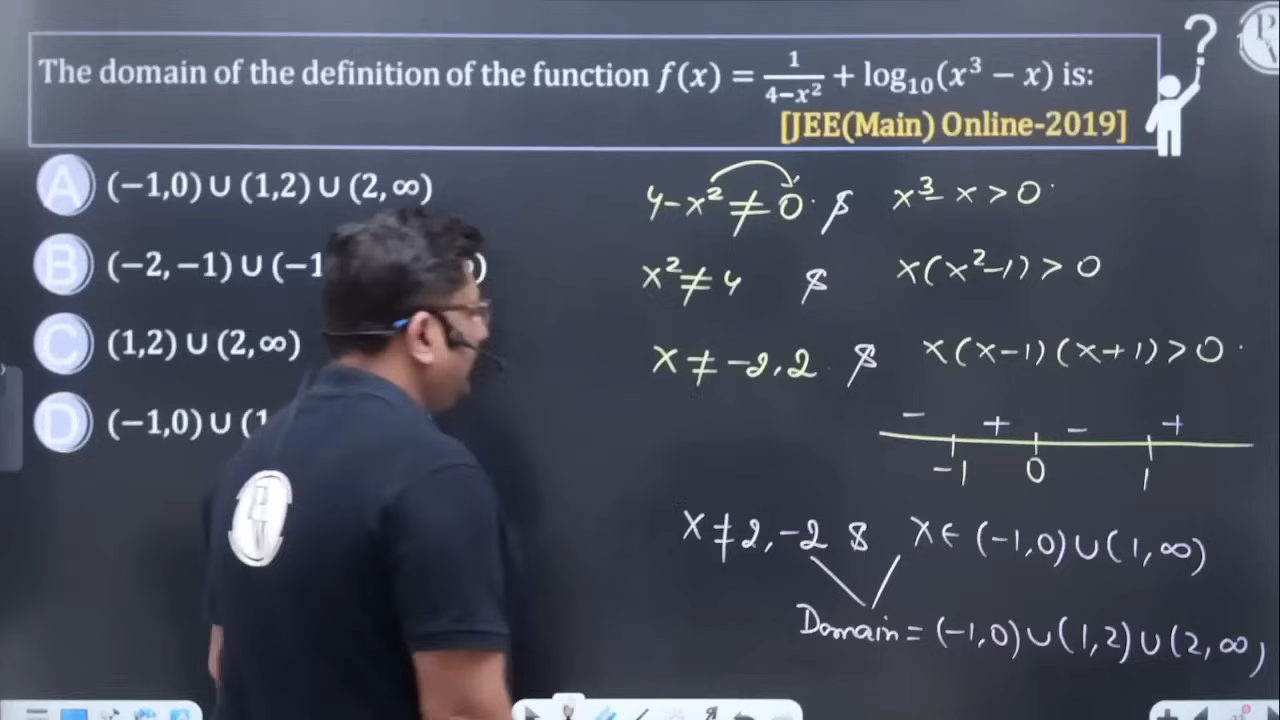 The domain of the definition of the function f(x) = 1/(4−x²) + log₁₀(x³ − x) is:
[JEE(Main) Online-2019]
A (−1,0) ∪ (1,2) ∪ (2,∞)
B (−2,−1) ∪ (−1
C (1,2) ∪ (2,∞)
D (−1,0) ∪ (1
4-x² ≠ 0 & x³-x>0
x² ≠ 4 & x(x²-1)>0
x ≠ -2,2 & x(x-1)(x+1)>0
- + - +
-1 0 1
x ≠ 2,-2 & x∈(-1,0)∪(1,∞)
Domain = (-1,0)∪(1,2)∪(2,∞)